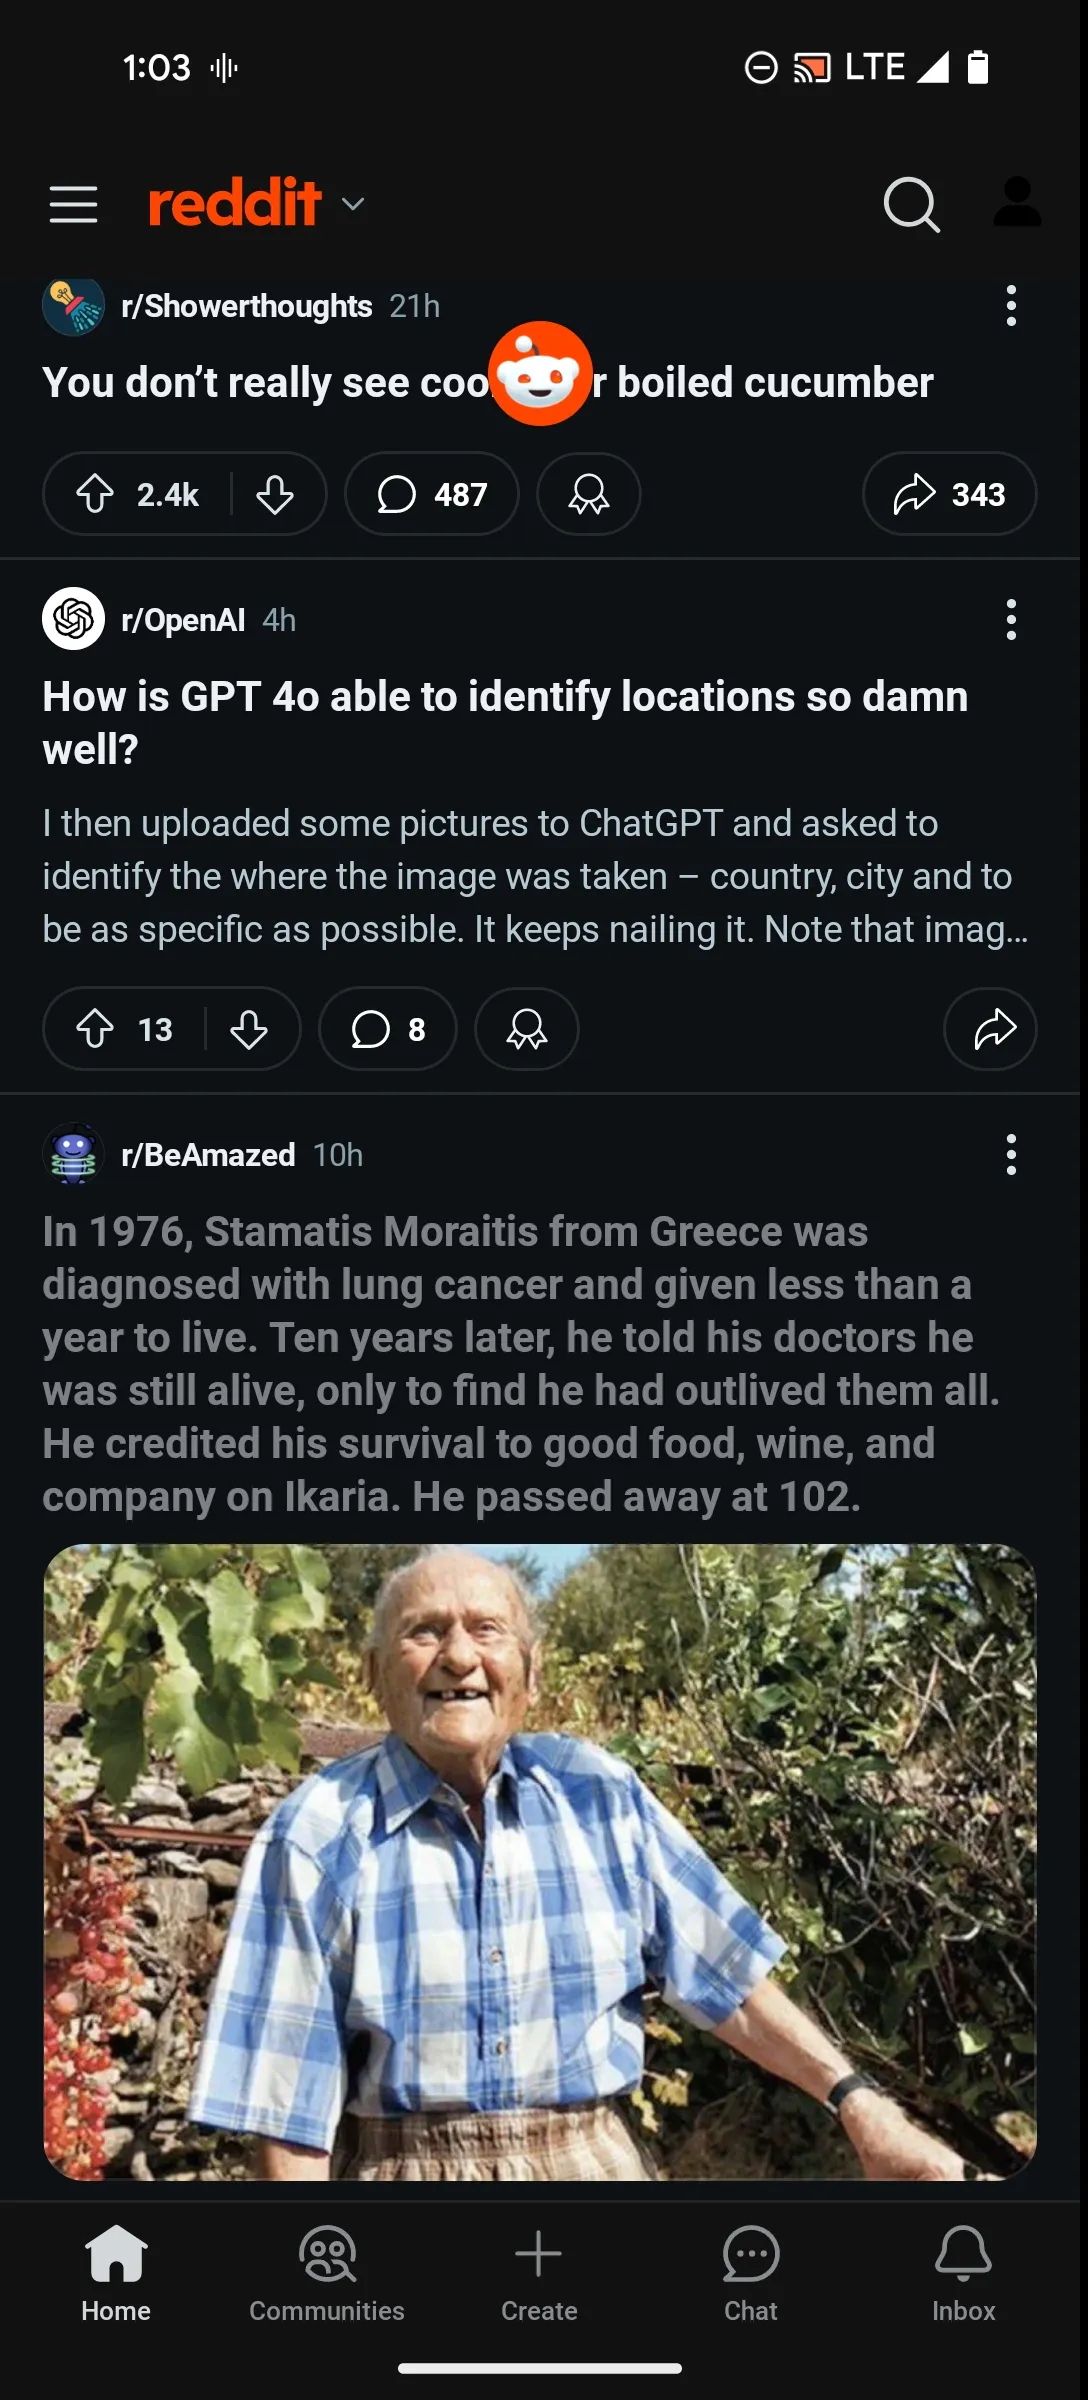 1:03 LTE
reddit
r/Showerthoughts 21h
You don’t really see coo r boiled cucumber
2.4k 487 343
r/OpenAI 4h
How is GPT 4o able to identify locations so damn
well?
I then uploaded some pictures to ChatGPT and asked to
identify the where the image was taken – country, city and to
be as specific as possible. It keeps nailing it. Note that imag…
13 8
r/BeAmazed 10h
In 1976, Stamatis Moraitis from Greece was
diagnosed with lung cancer and given less than a
year to live. Ten years later, he told his doctors he
was still alive, only to find he had outlived them all.
He credited his survival to good food, wine, and
company on Ikaria. He passed away at 102.
Home Communities Create Chat Inbox